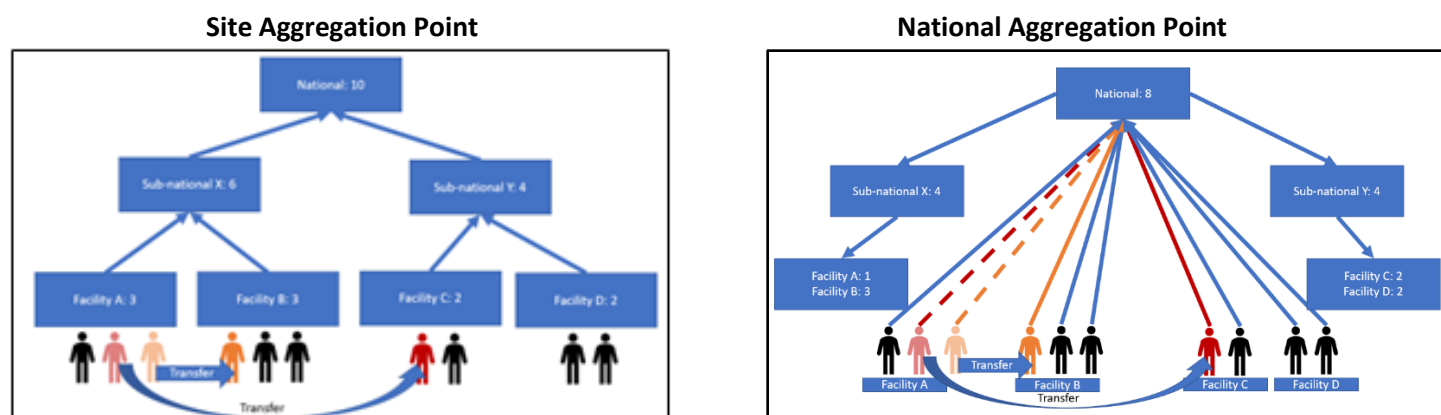 Site Aggregation Point
National: 10
Sub-national X: 6
Sub-national Y: 4
Facility A: 3
Facility B: 3
Facility C: 2
Facility D: 2
Transfer
Transfer
National Aggregation Point
National: 8
Sub-national X: 4
Sub-national Y: 4
Facility A: 1
Facility B: 3
Facility C: 2
Facility D: 2
Transfer
Facility A
Facility B
Facility C
Facility D
Transfer